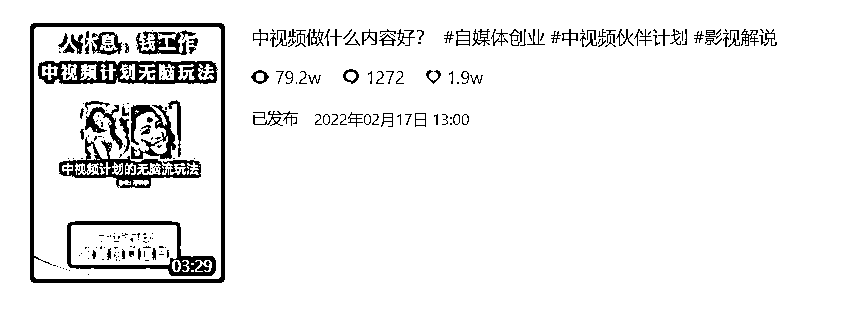 人休息，钱工作
中视频计划无脑玩法
中视频计划的无脑流玩法
03:29
中视频做什么内容好？ #自媒体创业 #中视频伙伴计划 #影视解说
79.2w 1272 1.9w
已发布 2022年02月17日 13:00